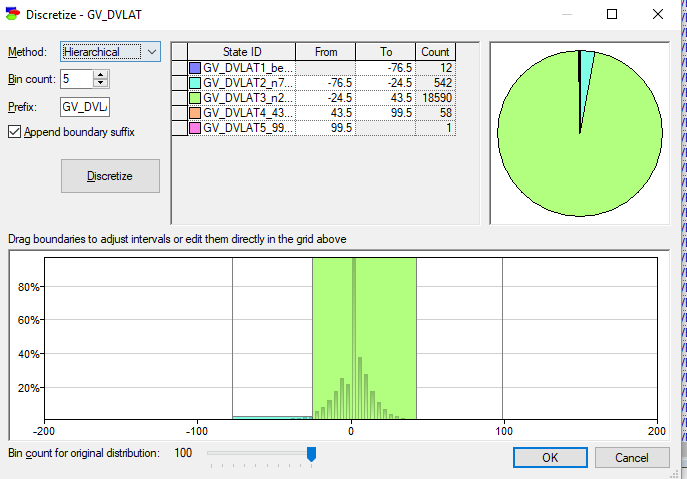 Discretize - GV_DVLAT
Method: Hierarchical
Bin count: 5
Prefix: GV_DVL
Append boundary suffix
Discretize
State ID From To Count
GV_DVLAT1_be... -76.5 12
GV_DVLAT2_n7... -76.5 -24.5 542
GV_DVLAT3_n2... -24.5 43.5 18590
GV_DVLAT4_43... 43.5 99.5 58
GV_DVLAT5_99... 99.5 1
Drag boundaries to adjust intervals or edit them directly in the grid above
80%
60%
40%
20%
-200 -100 0 100 200
Bin count for original distribution: 100
OK Cancel